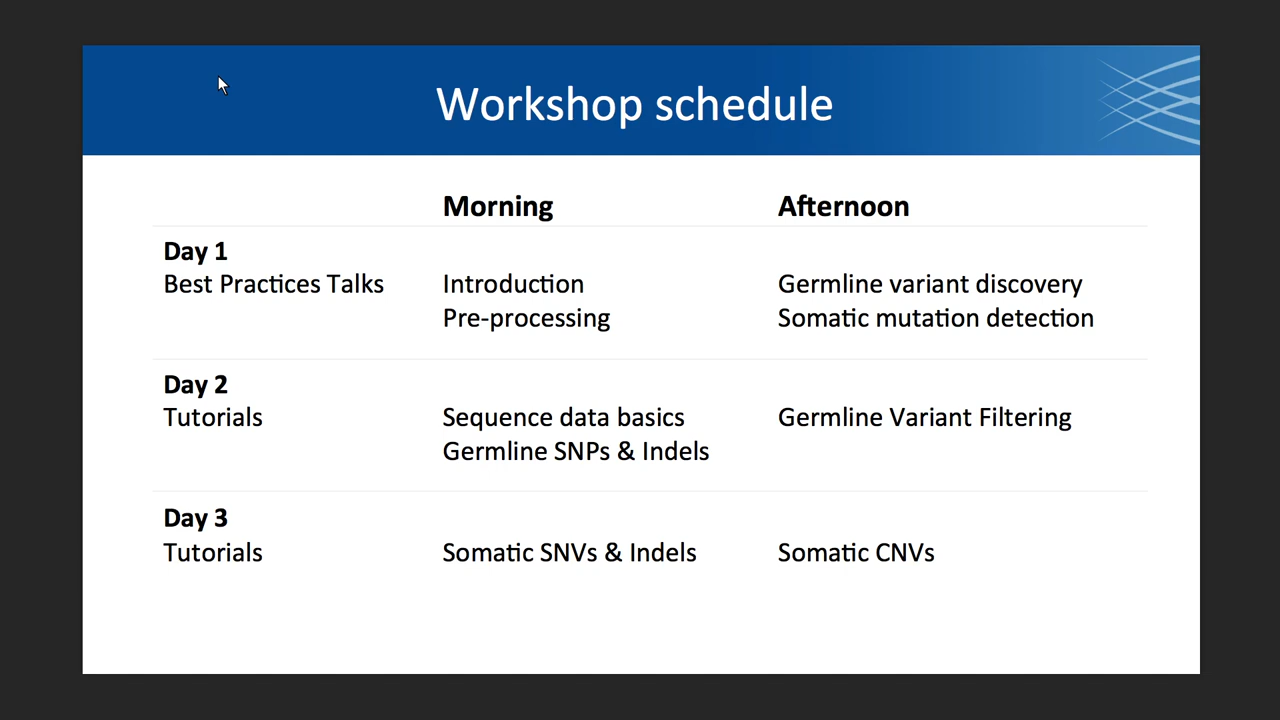 Workshop schedule
Morning Afternoon
Day 1
Best Practices Talks Introduction Germline variant discovery
Pre-processing Somatic mutation detection
Day 2
Tutorials Sequence data basics Germline Variant Filtering
Germline SNPs & Indels
Day 3
Tutorials Somatic SNVs & Indels Somatic CNVs